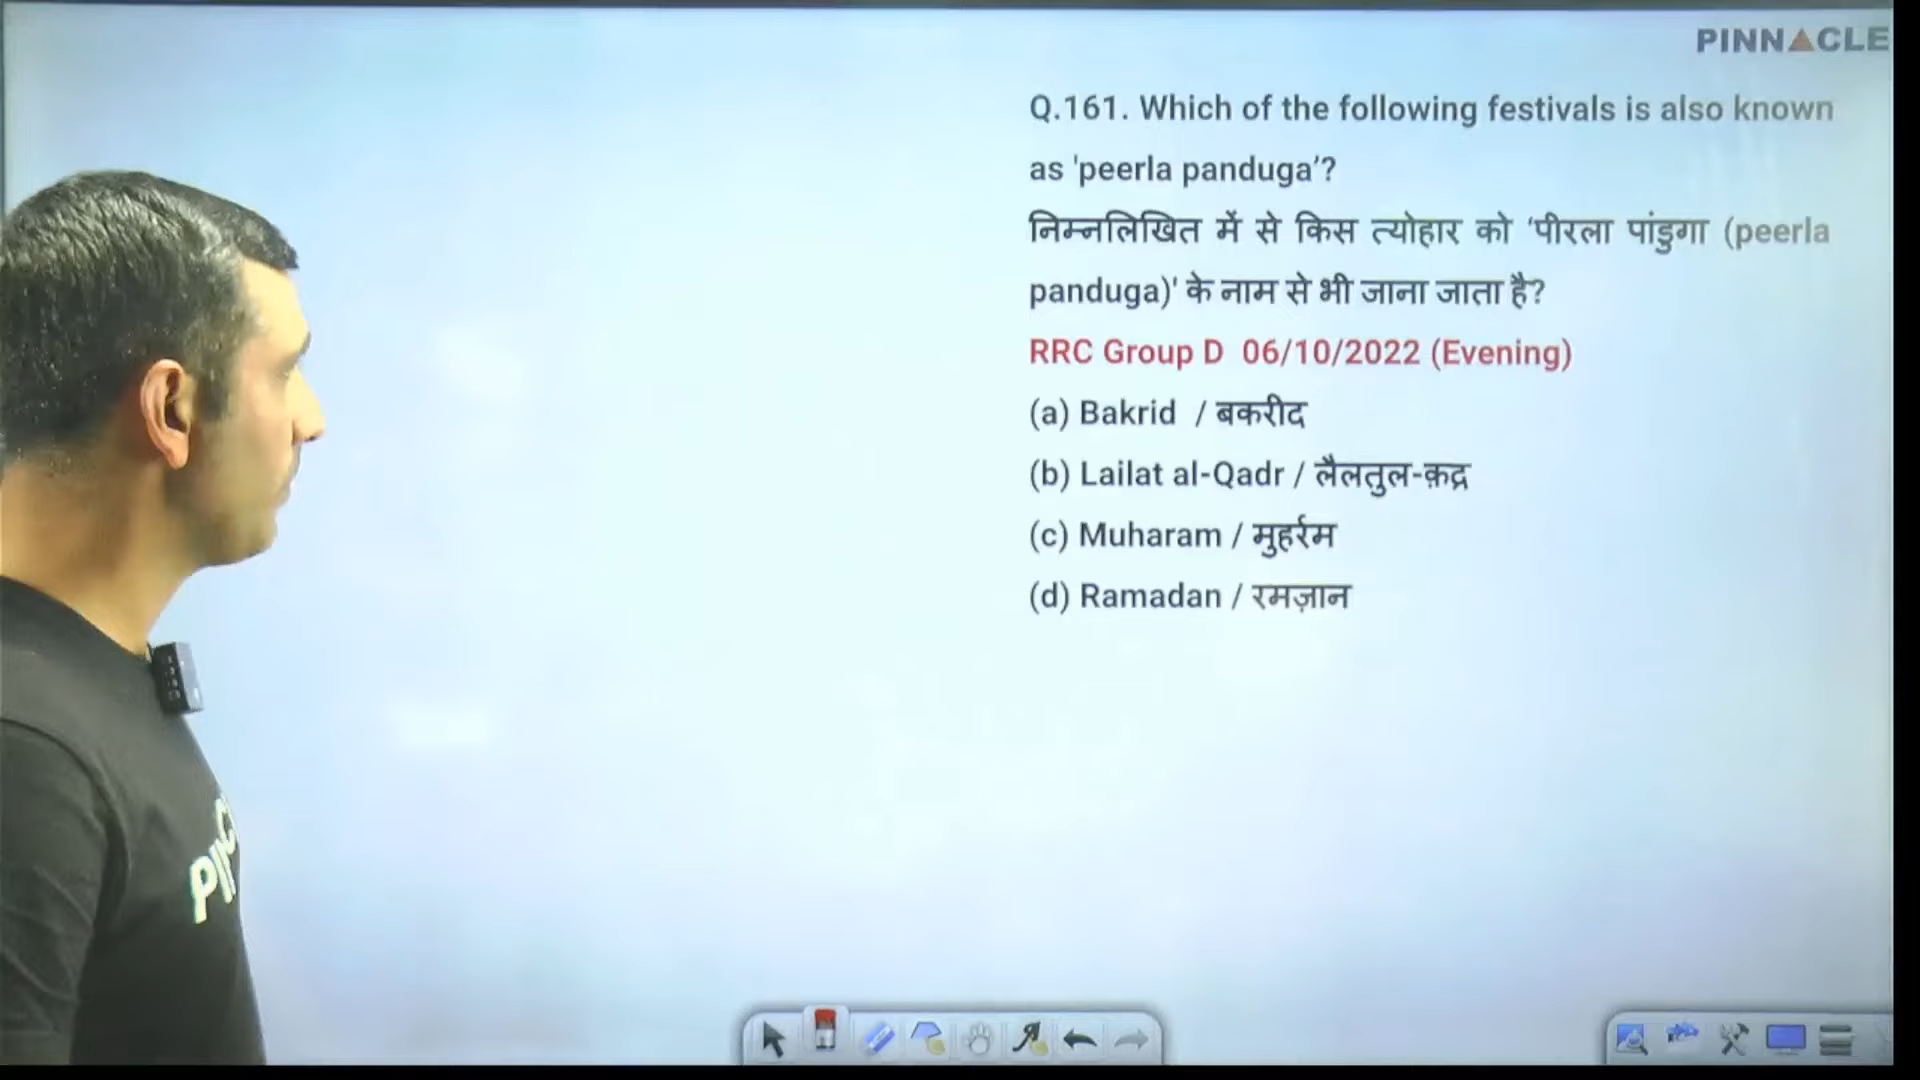 PINNACLE
Q.161. Which of the following festivals is also known
as 'peerla panduga’?
निम्नलिखित में से किस त्योहार को ‘पीरला पांडुगा (peerla
panduga)' के नाम से भी जाना जाता है?
RRC Group D 06/10/2022 (Evening)
(a) Bakrid / बकरीद
(b) Lailat al-Qadr / लैलतुल-क़द्र
(c) Muharam / मुहर्रम
(d) Ramadan / रमज़ान